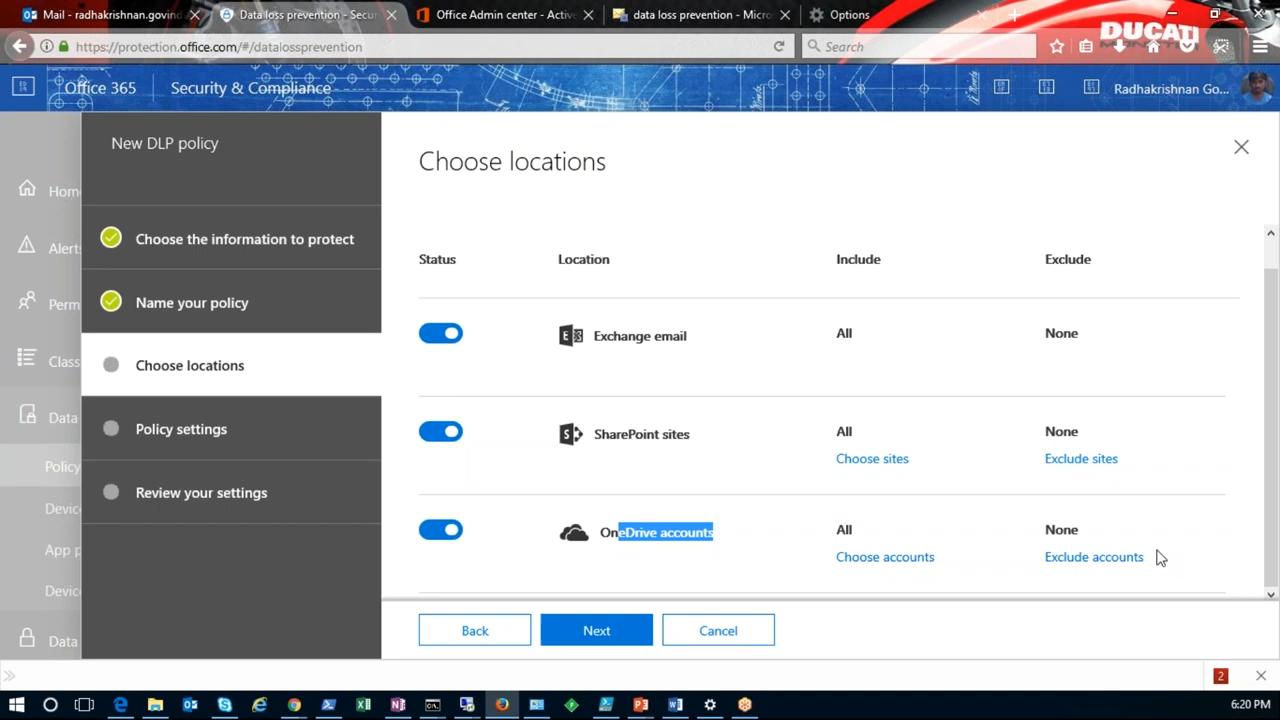 Mail - radhakrishnan.govind
Data loss prevention - Secur
Office Admin center - Active
data loss prevention - Micro
Options
https://protection.office.com/#/datalossprevention
Search
DUCATI
Office 365
Security & Compliance
Radhakrishnan Go...
Hom
Alerts
Perm
Class
Data
Policy
Device
App p
Device
Data
New DLP policy
Choose the information to protect
Name your policy
Choose locations
Policy settings
Review your settings
Choose locations
Status Location Include Exclude
Exchange email All None
SharePoint sites All None
Choose sites Exclude sites
OneDrive accounts All None
Choose accounts Exclude accounts
Back Next Cancel
2
6:20 PM